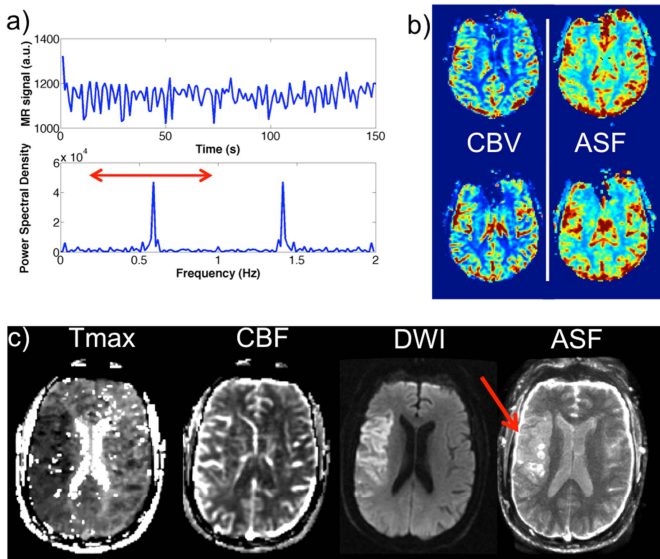 a)
MR signal (a.u.)
1400
1200
1000
0
50
100
150
Time (s)
Power Spectral Density
6 x 10^4
4
2
0
0
0.5
1
1.5
2
Frequency (Hz)
b)
CBV
ASF
c)
Tmax
CBF
DWI
ASF